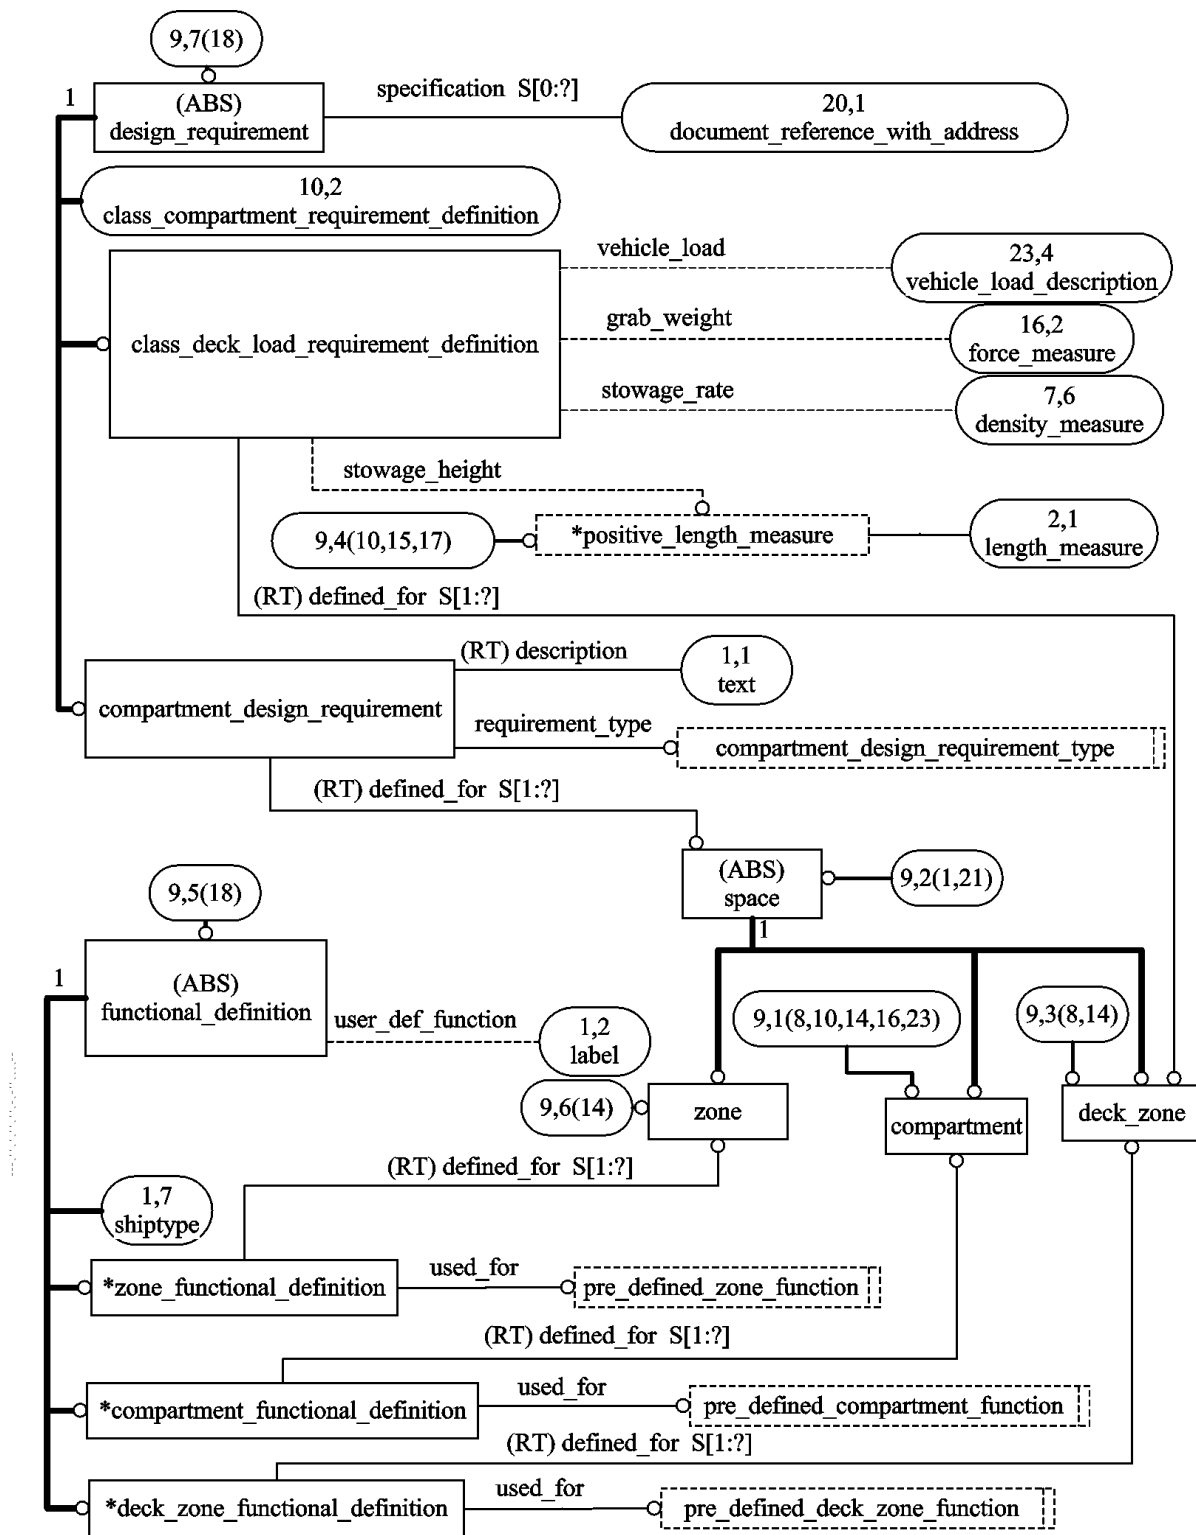 9,7(18)
1
(ABS)
design_requirement
specification S[0:?]
20,1
document_reference_with_address
10,2
class_compartment_requirement_definition
class_deck_load_requirement_definition
vehicle_load
23,4
vehicle_load_description
grab_weight
16,2
force_measure
stowage_rate
7,6
density_measure
stowage_height
9,4(10,15,17)
*positive_length_measure
2,1
length_measure
(RT) defined_for S[1:?]
compartment_design_requirement
(RT) description
1,1
text
requirement_type
compartment_design_requirement_type
(RT) defined_for S[1:?]
(ABS)
space
9,2(1,21)
1
9,5(18)
1
(ABS)
functional_definition
user_def_function
1,2
label
9,1(8,10,14,16,23)
9,3(8,14)
9,6(14)
zone
compartment
deck_zone
(RT) defined_for S[1:?]
1,7
shiptype
*zone_functional_definition
used_for
pre_defined_zone_function
(RT) defined_for S[1:?]
*compartment_functional_definition
used_for
pre_defined_compartment_function
(RT) defined_for S[1:?]
*deck_zone_functional_definition
used_for
pre_defined_deck_zone_function